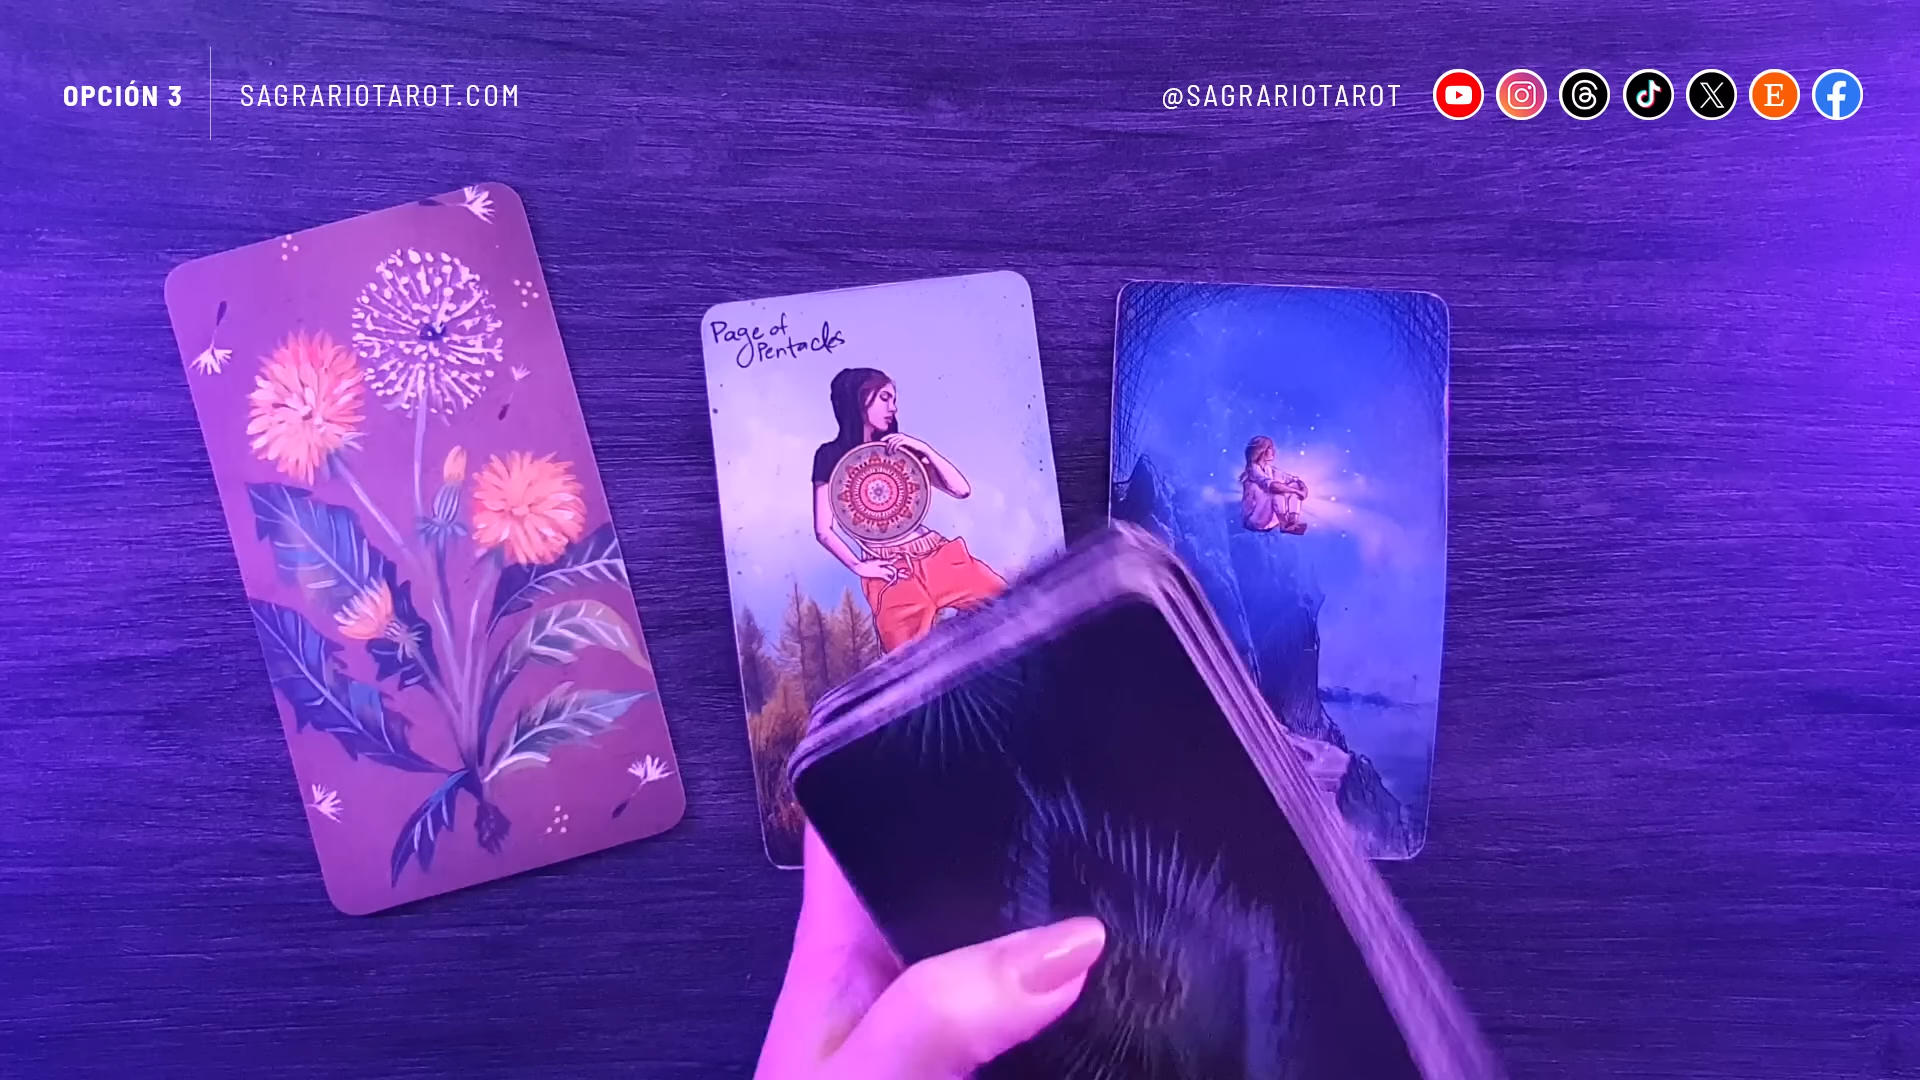 OPCIÓN 3
SAGRARIOTAROT.COM
@SAGRARIOTAROT
E
Page of
Pentacles